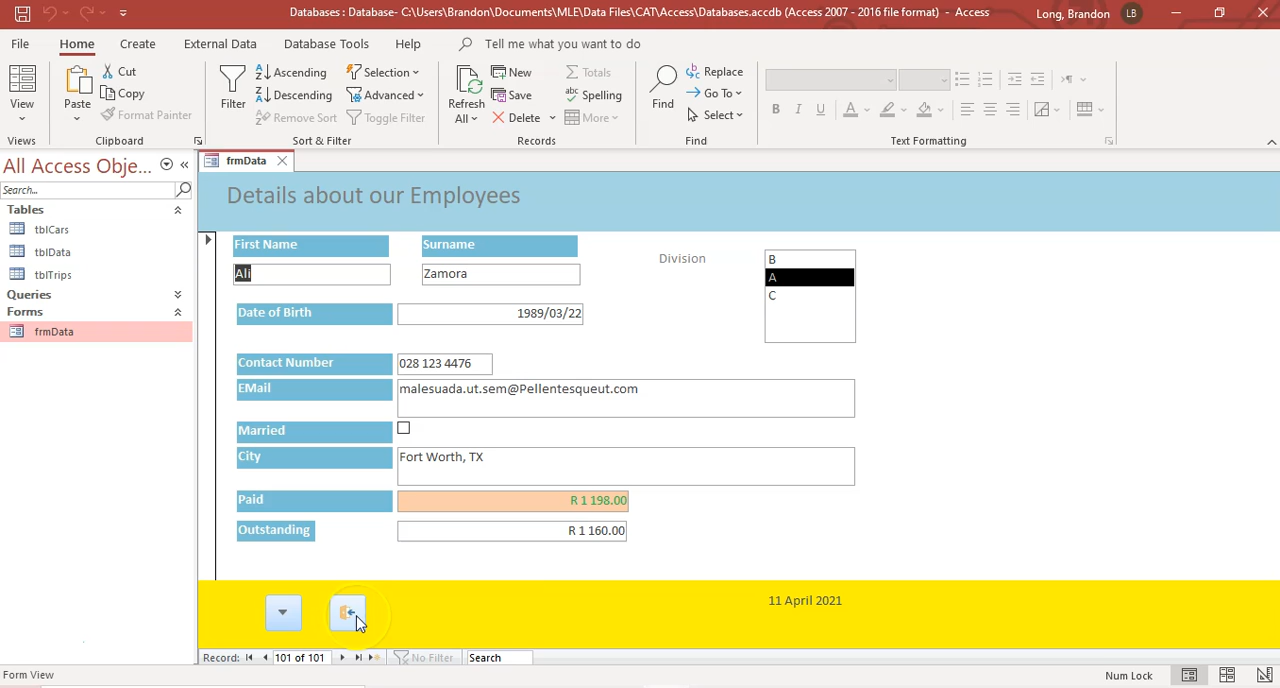 Databases : Database- C:\Users\Brandon\Documents\MLE\Data Files\CAT\Access\Databases.accdb (Access 2007 - 2016 file format) - Access
Long, Brandon
LB
File
Home
Create
External Data
Database Tools
Help
Tell me what you want to do
View
Views
Paste
Cut
Copy
Format Painter
Clipboard
Filter
Ascending
Descending
Remove Sort
Selection
Advanced
Toggle Filter
Sort & Filter
Refresh
All
New
Save
Delete
Totals
Spelling
More
Records
Find
Replace
Go To
Select
Find
B I U
A
Text Formatting
All Access Obje...
Search...
Tables
tblCars
tblData
tblTrips
Queries
Forms
frmData
frmData
Details about our Employees
First Name
Surname
Ali
Zamora
Division
B
A
C
Date of Birth
1989/03/22
Contact Number
028 123 4476
EMail
malesuada.ut.sem@Pellentesqueut.com
Married
City
Fort Worth, TX
Paid
R 1 198.00
Outstanding
R 1 160.00
11 April 2021
Record:
101 of 101
No Filter
Search
Form View
Num Lock